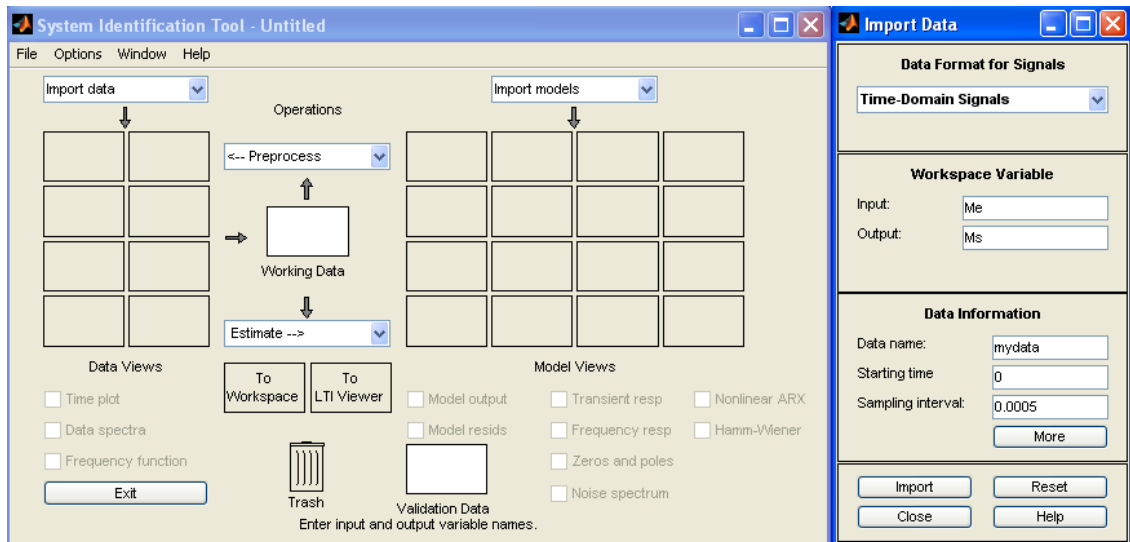 System Identification Tool - Untitled
File Options Window Help
Import data
Import models
Operations
<-- Preprocess
Working Data
Estimate -->
Data Views
Time plot
Data spectra
Frequency function
Exit
To Workspace
To LTI Viewer
Trash
Model Views
Model output
Transient resp
Nonlinear ARX
Model resids
Frequency resp
Hamm-Wiener
Zeros and poles
Noise spectrum
Validation Data
Enter input and output variable names.
Import Data
Data Format for Signals
Time-Domain Signals
Workspace Variable
Input: Me
Output: Ms
Data Information
Data name: mydata
Starting time 0
Sampling interval: 0.0005
More
Import Reset
Close Help